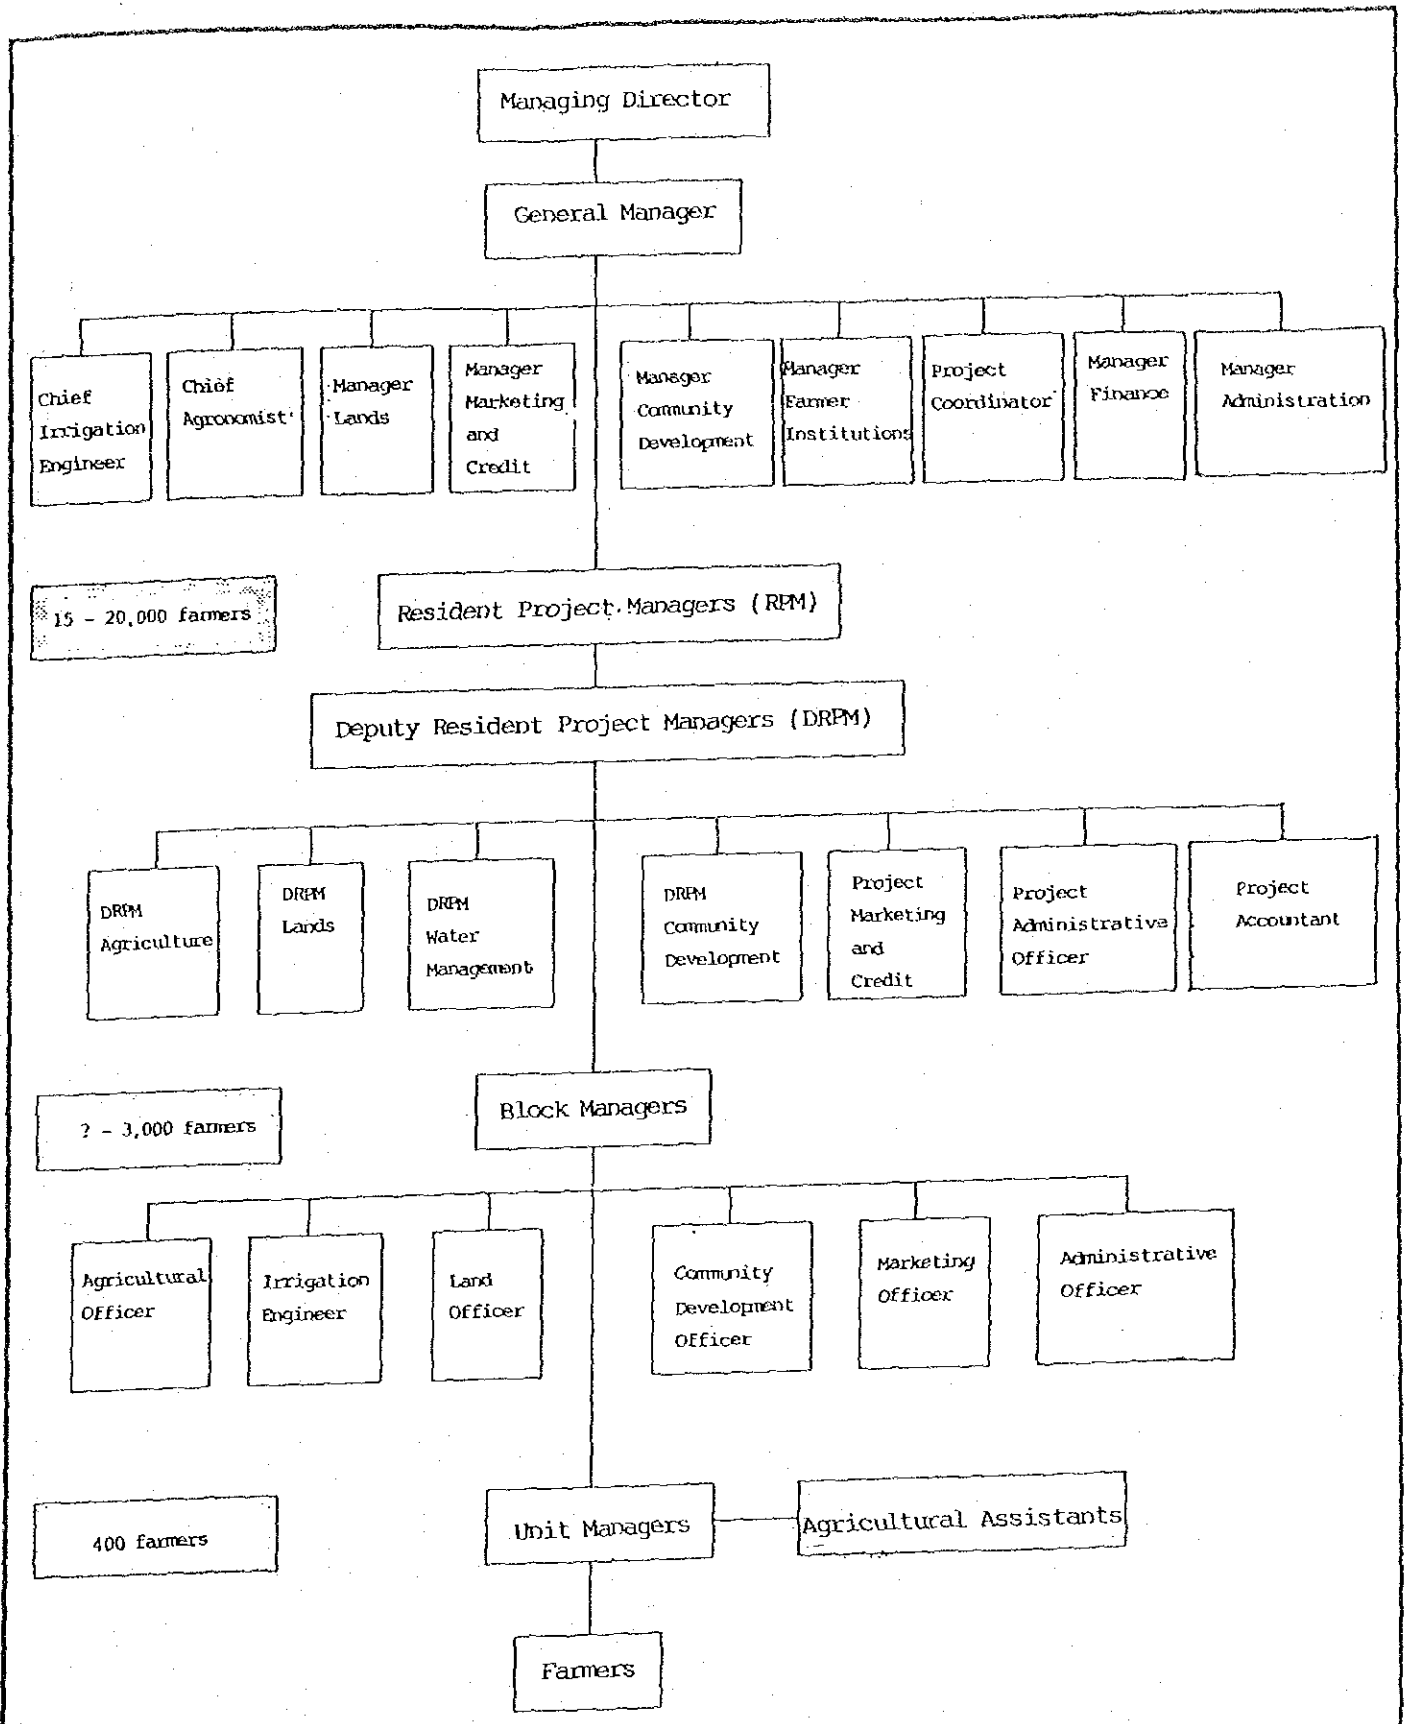 Managing Director
General Manager
Chief
Irrigation
Engineer
Chief
Agronomist
Manager
Lands
Manager
Marketing
and
Credit
Manager
Community
Development
Manager
Farmer
Institutions
Project
Coordinator
Manager
Finance
Manager
Administration
15 - 20,000 farmers
Resident Project Managers (RPM)
Deputy Resident Project Managers (DRPM)
DRPM
Agriculture
DRPM
Lands
DRPM
Water
Management
DRPM
Community
Development
Project
Marketing
and
Credit
Project
Administrative
Officer
Project
Accountant
? - 3,000 farmers
Block Managers
Agricultural
Officer
Irrigation
Engineer
Land
Officer
Community
Development
Officer
Marketing
Officer
Administrative
Officer
400 farmers
Unit Managers
Agricultural Assistants
Farmers